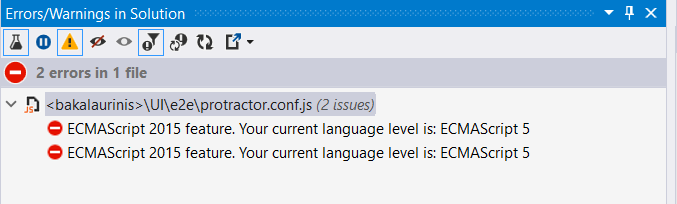 Errors/Warnings in Solution
2 errors in 1 file
JS <bakalaurinis>\UI\e2e\protractor.conf.js (2 issues)
ECMAScript 2015 feature. Your current language level is: ECMAScript 5
ECMAScript 2015 feature. Your current language level is: ECMAScript 5